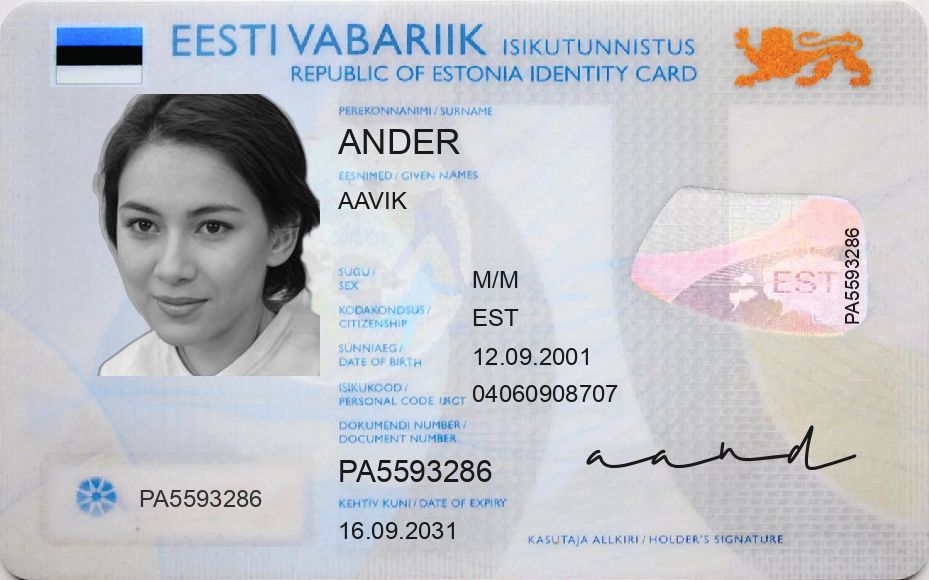 EESTI VABARIIK ISIKUTUNNISTUS
REPUBLIC OF ESTONIA IDENTITY CARD
PEREKONNANIMI / SURNAME
ANDER
EESNIMED / GIVEN NAMES
AAVIK
SUGU / SEX
M/M
KODAKONDSUS / CITIZENSHIP
EST
SÜNNIAEG / DATE OF BIRTH
12.09.2001
ISIKUKOOD / PERSONAL CODE
04060908707
DOKUMENDI NUMBER / DOCUMENT NUMBER
PA5593286
KEHTIV KUNI / DATE OF EXPIRY
16.09.2031
PA5593286
EST
PA5593286
aand
KASUTAJA ALLKIRI / HOLDER'S SIGNATURE